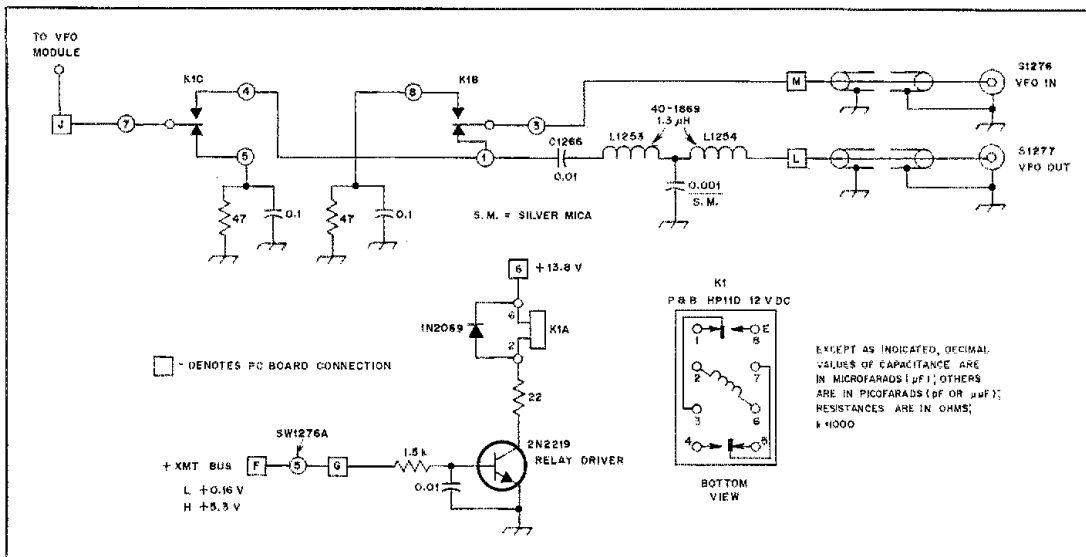 TO VFO
MODULE
J
7
K1C
4
5
47
0.1
8
K1B
3
1
47
0.1
C1266
0.01
40-1869
1.3 µH
L1253
L1254
0.001
S.M.
S.M. = SILVER MICA
M
S1276
VFO IN
L
S1277
VFO OUT
6
+13.8 V
1N2069
6
2
K1A
22
- DENOTES PC BOARD CONNECTION
SW1276A
+ XMT BUS
F
5
G
1.5 k
0.01
2N2219
RELAY DRIVER
L +0.16 V
H +5.3 V
K1
P & B HP11D 12 V DC
1
E
8
2
7
3
6
4
5
BOTTOM
VIEW
EXCEPT AS INDICATED, DECIMAL
VALUES OF CAPACITANCE ARE
IN MICROFARADS (µF); OTHERS
ARE IN PICOFARADS (pF OR µµF);
RESISTANCES ARE IN OHMS;
k=1000